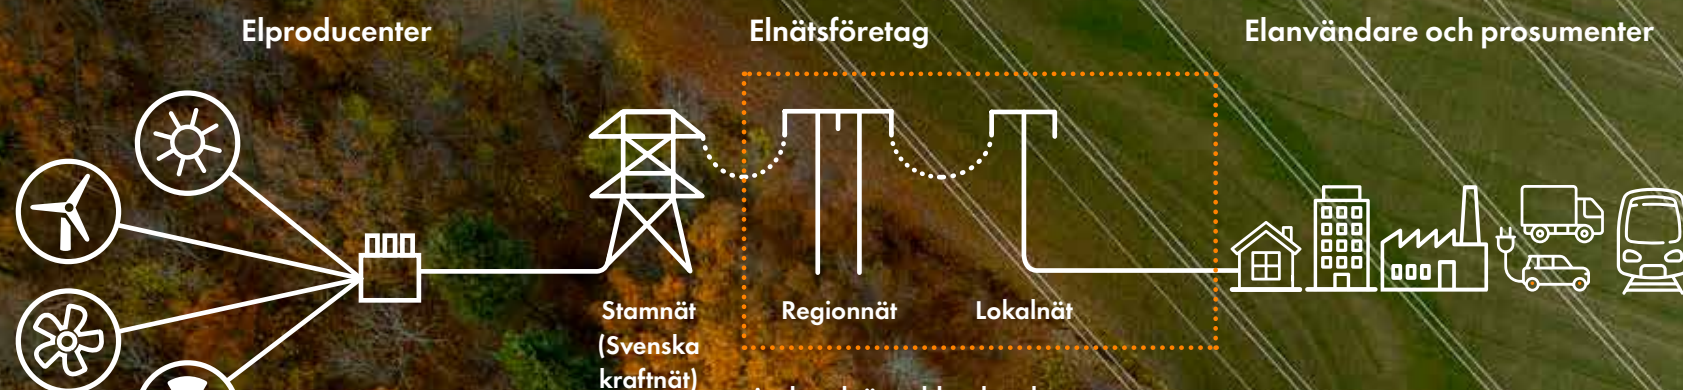 Elproducenter
Elnätsföretag
Elanvändare och prosumenter
Stamnät
(Svenska
kraftnät)
Regionnät
Lokalnät